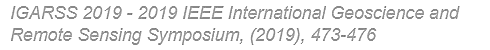 IGARSS 2019 - 2019 IEEE International Geoscience and
Remote Sensing Symposium, (2019), 473-476